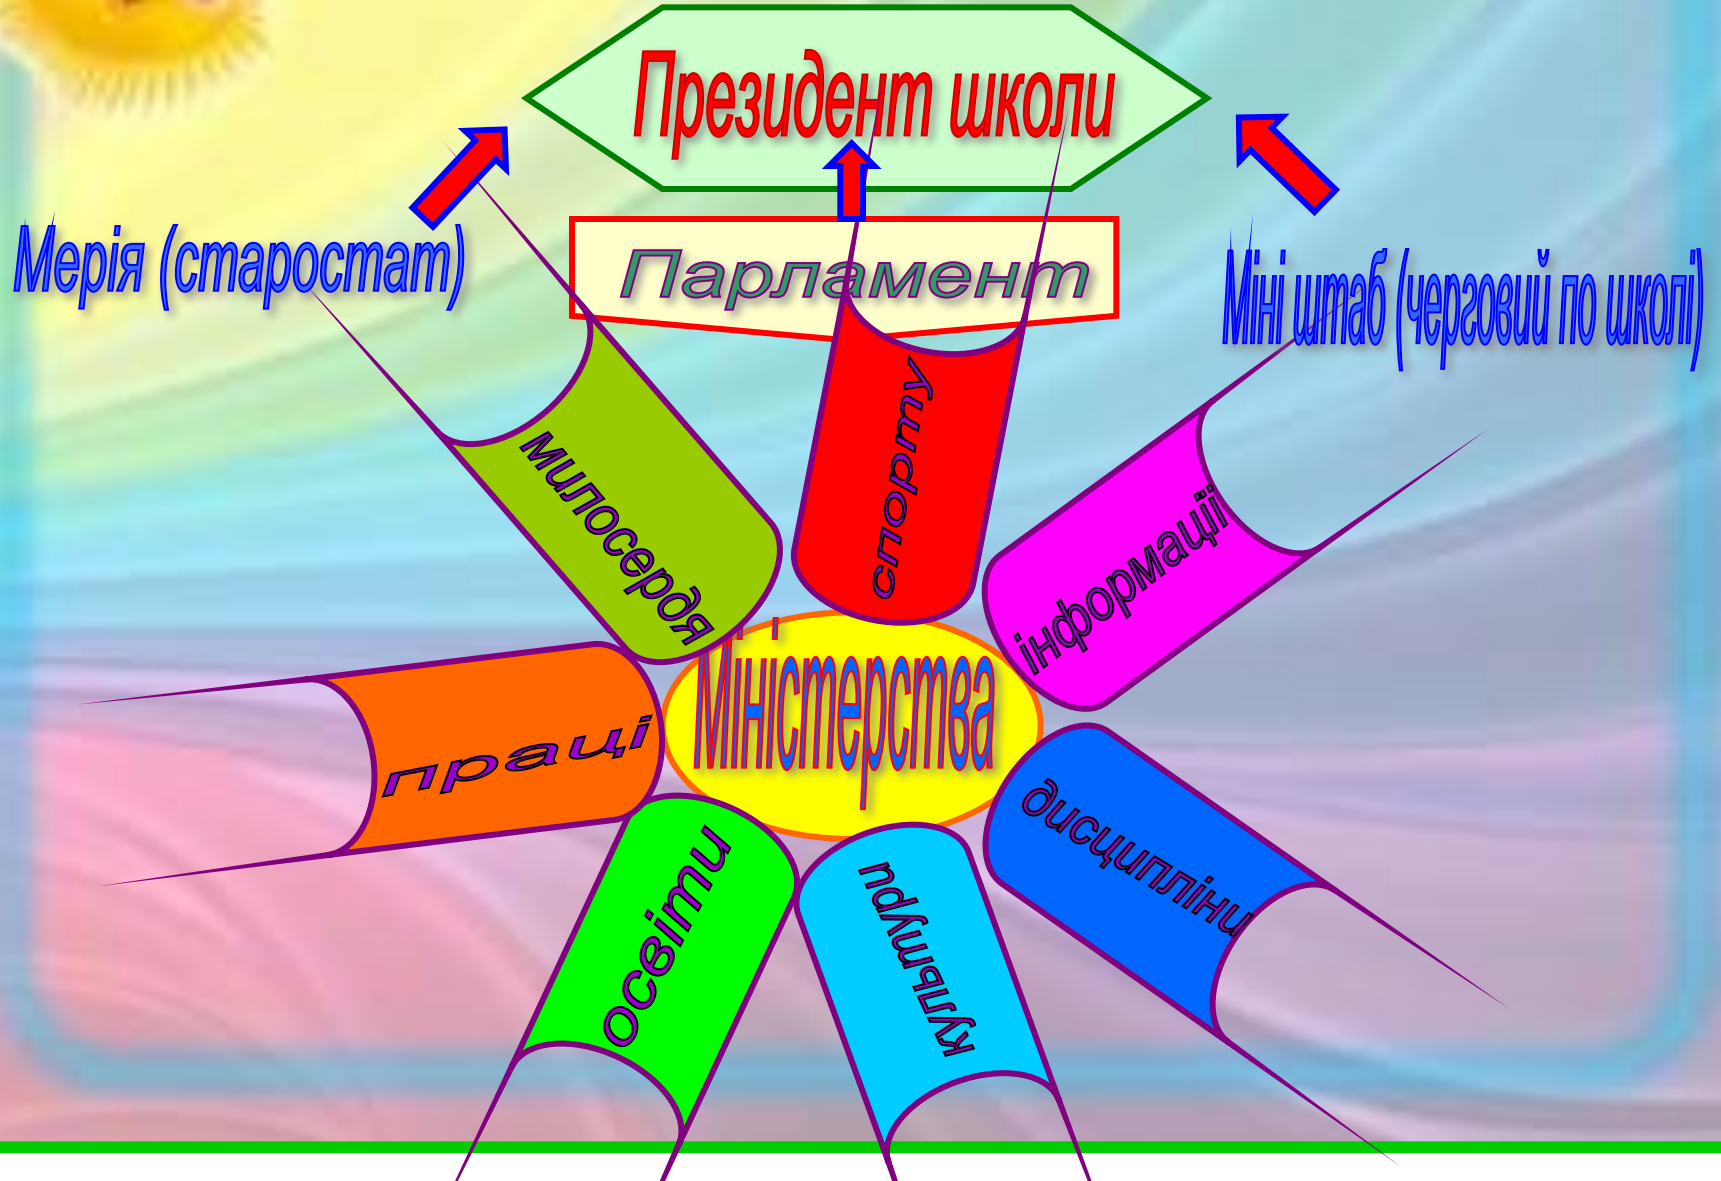 Президент школи
Мерія (старостат)
Парламент
Міні штаб (черговий по школі)
милосердя
спорту
інформації
Міністерства
праці
дисципліни
освіти
культури